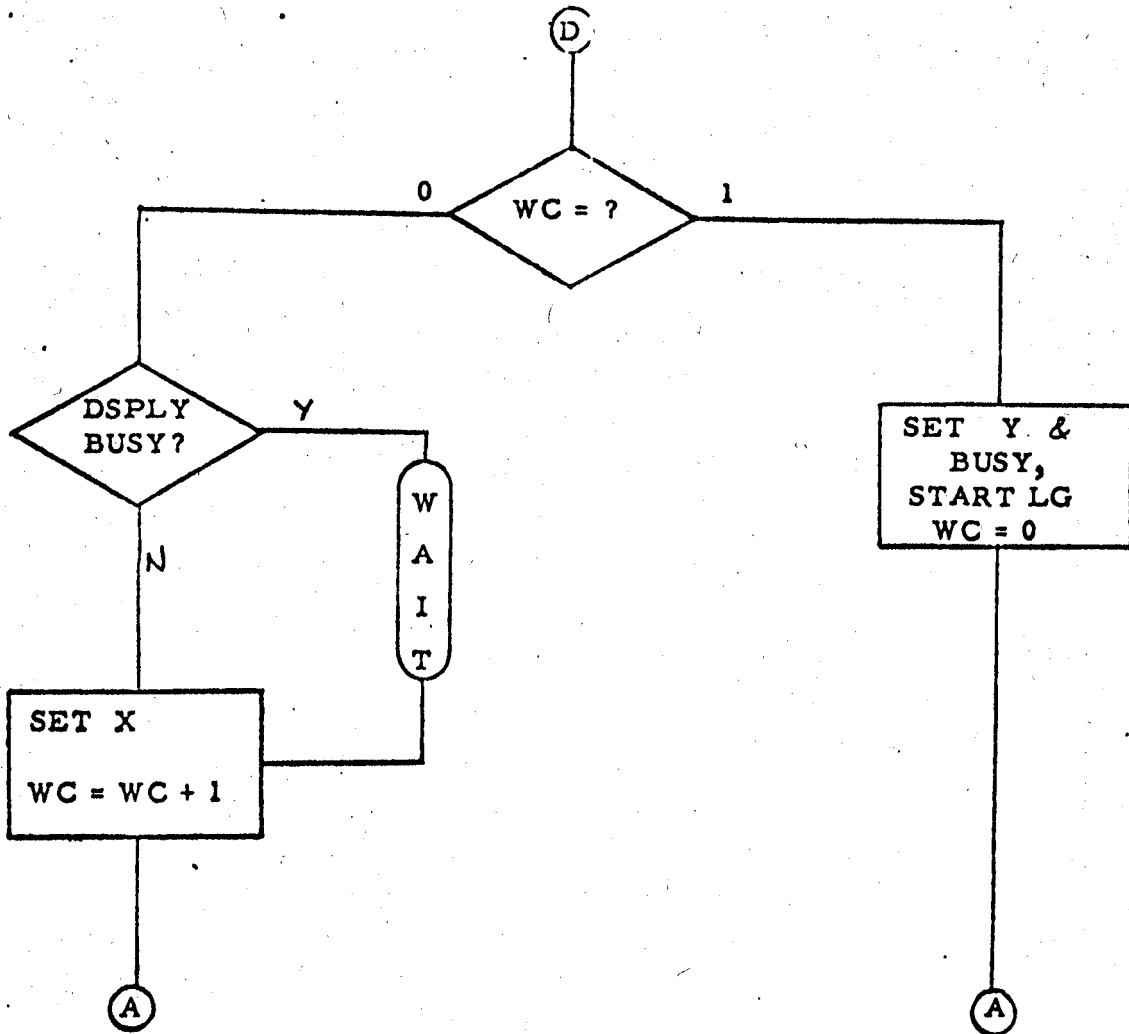 D
WC = ?
0
1
DSPLY
BUSY?
Y
N
W
A
I
T
SET X
WC = WC + 1
SET Y &
BUSY,
START LG
WC = 0
A
A